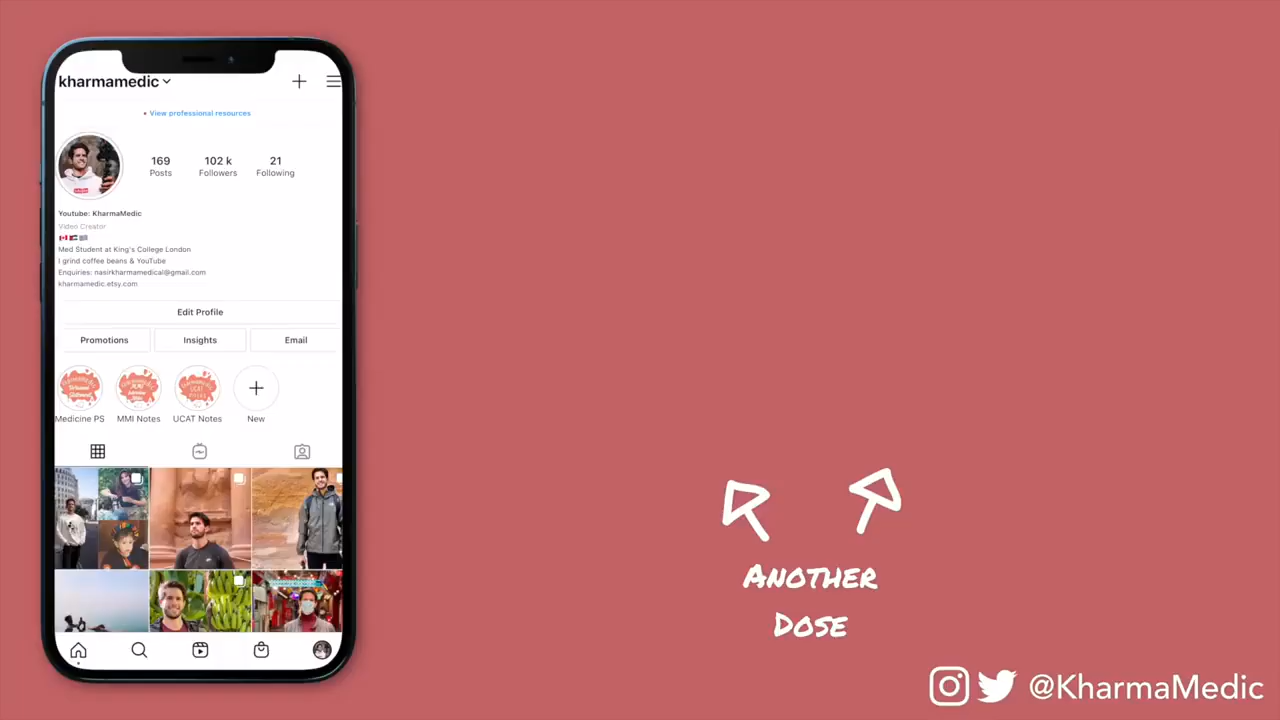 kharmamedic
View professional resources
169
Posts
102 k
Followers
21
Following
Youtube: KharmaMedic
Video Creator
Med Student at King's College London
I grind coffee beans & YouTube
Enquiries: nasirkharmamedical@gmail.com
kharmamedic.etsy.com
Edit Profile
Promotions
Insights
Email
Medicine PS
MMI Notes
UCAT Notes
New
ANOTHER
DOSE
@KharmaMedic